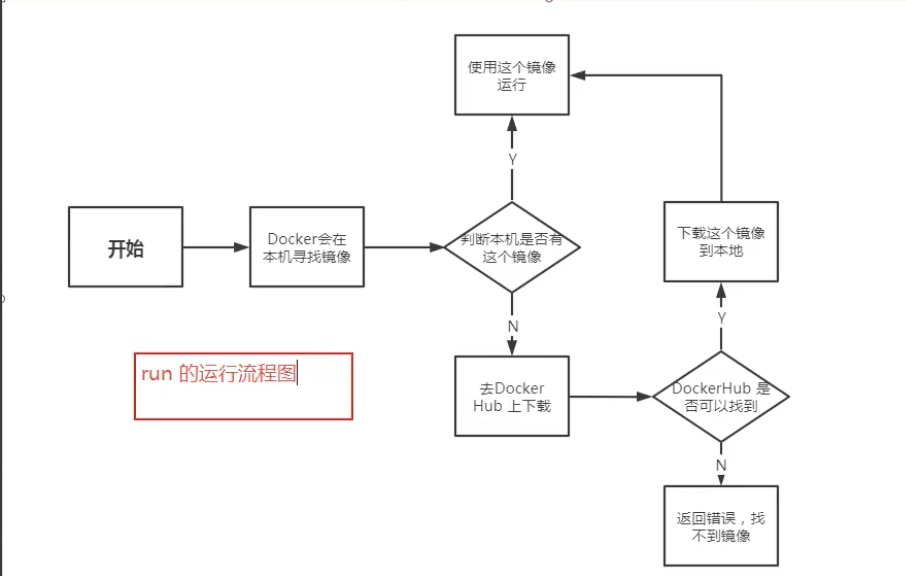 使用这个镜像
运行
Y
开始
Docker会在
本机寻找镜像
判断本机是否有
这个镜像
下载这个镜像
到本地
N
Y
run 的运行流程图
去Docker
Hub 上下载
DockerHub 是
否可以找到
N
返回错误，找
不到镜像